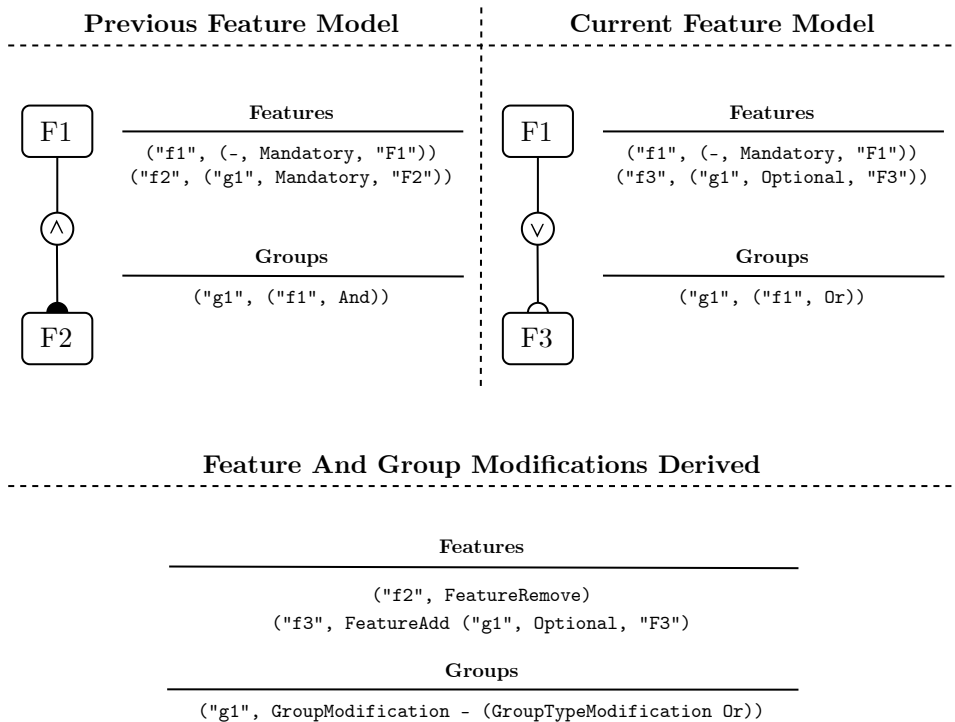 Previous Feature Model
F1
Features
("f1", (-, Mandatory, "F1"))
("f2", ("g1", Mandatory, "F2"))
∧
Groups
("g1", ("f1", And))
F2
Current Feature Model
F1
Features
("f1", (-, Mandatory, "F1"))
("f3", ("g1", Optional, "F3"))
∨
Groups
("g1", ("f1", Or))
F3
Feature And Group Modifications Derived
Features
("f2", FeatureRemove)
("f3", FeatureAdd ("g1", Optional, "F3")
Groups
("g1", GroupModification - (GroupTypeModification Or))